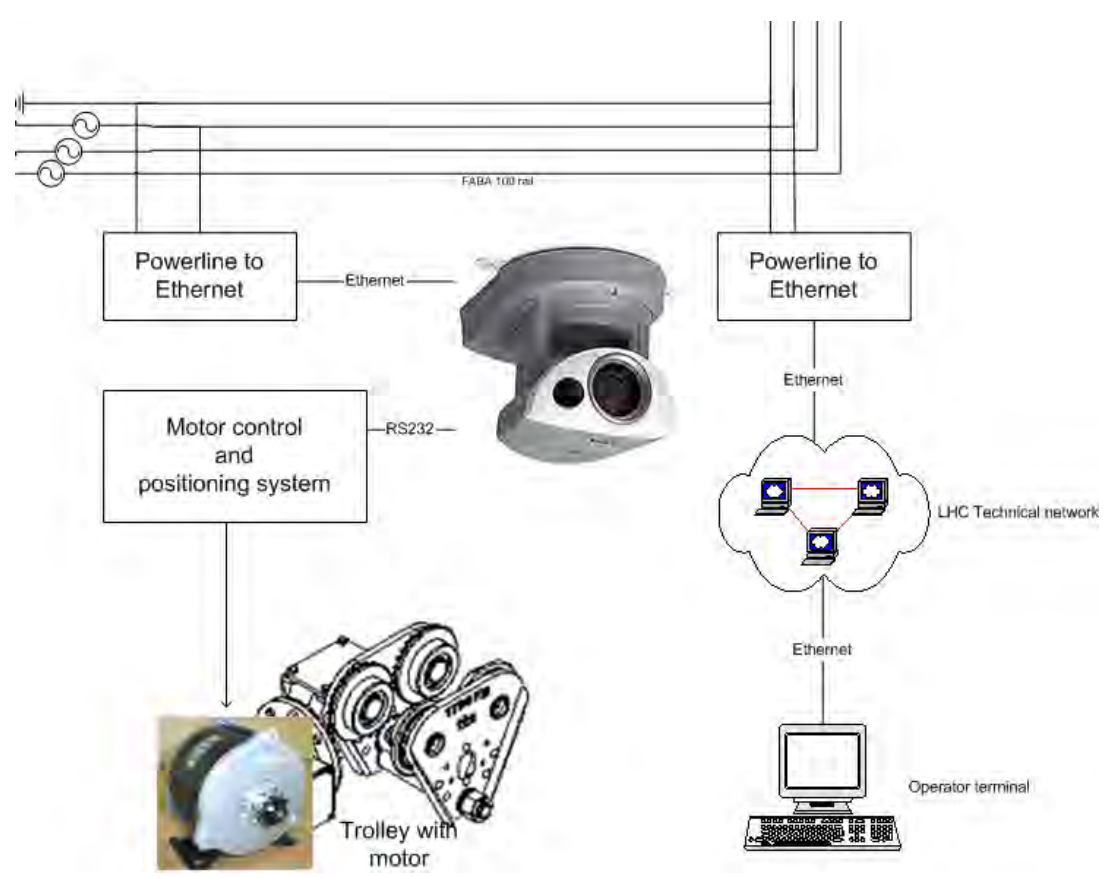 FABA 100 rail
Powerline to
Ethernet
Ethernet
Powerline to
Ethernet
Ethernet
Motor control
and
positioning system
RS232
LHC Technical network
Ethernet
Operator terminal
Trolley with
motor